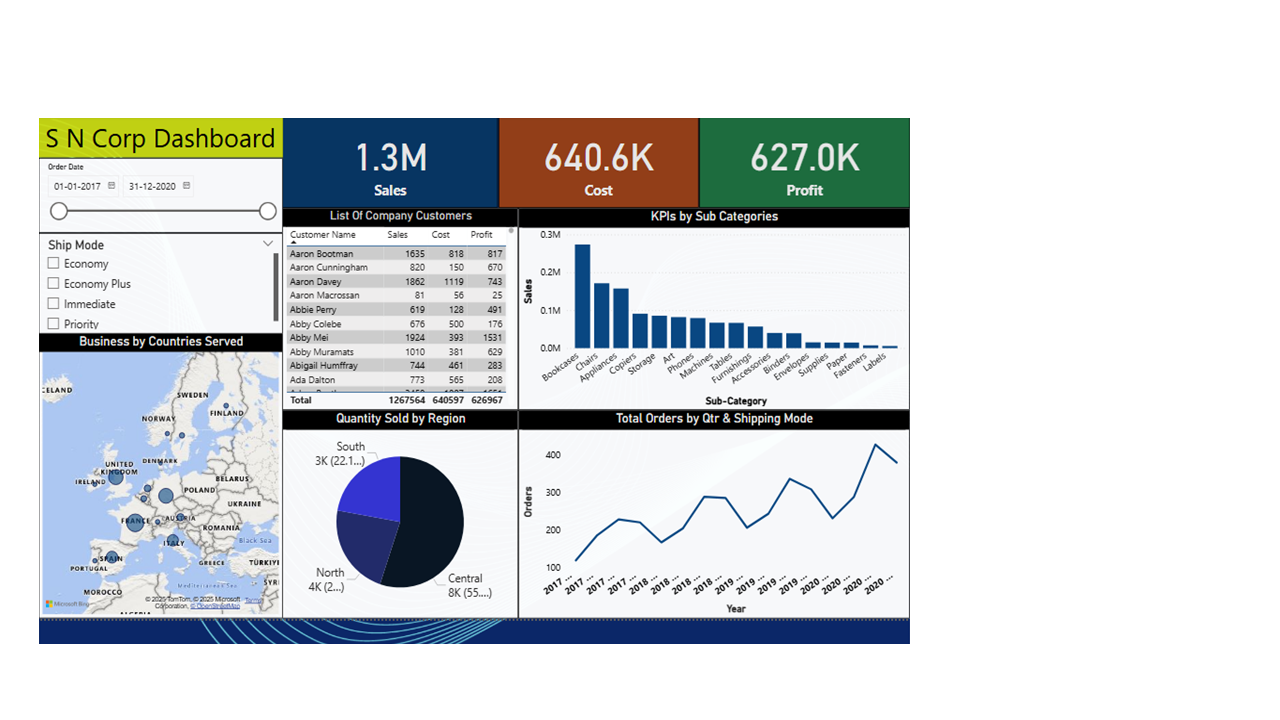 S N Corp Dashboard
Order Date
01-01-2017 31-12-2020
Ship Mode
Economy
Economy Plus
Immediate
Priority
1.3M
Sales
640.6K
Cost
627.0K
Profit
List Of Company Customers
Customer Name Sales Cost Profit
Aaron Bootman 1635 818 817
Aaron Cunningham 820 150 670
Aaron Davey 1862 1119 743
Aaron Macrossan 81 56 25
Abbie Perry 619 128 491
Abby Colebe 676 500 176
Abby Mei 1924 393 1531
Abby Muramats 1010 381 629
Abigail Humffray 744 461 283
Ada Dalton 773 565 208
Total 1267564 640597 626967
KPIs by Sub Categories
Sales
0.3M
0.2M
0.1M
0.0M
Bookcases
Chairs
Appliances
Copiers
Storage
Art
Phones
Machines
Tables
Furnishings
Accessories
Binders
Envelopes
Supplies
Paper
Fasteners
Labels
Sub-Category
Business by Countries Served
ICELAND
SWEDEN
FINLAND
NORWAY
DENMARK
UNITED
KINGDOM
IRELAND
POLAND
BELARUS
UKRAINE
FRANCE
AUSTRIA
ROMANIA
ITALY
Black Sea
SPAIN
PORTUGAL
GREECE
TÜRKIY
Mediterranean Sea
SYRI
MOROCCO
Microsoft Bing
© 2025 TomTom, © 2025 Microsoft Corporation, © OpenStreetMap Terms
Quantity Sold by Region
South
3K (22.1...)
North
4K (2...)
Central
8K (55....)
Total Orders by Qtr & Shipping Mode
Orders
400
300
200
100
2017 ...
2017 ...
2017 ...
2017 ...
2018 ...
2018 ...
2018 ...
2018 ...
2019 ...
2019 ...
2019 ...
2019 ...
2020 ...
2020 ...
2020 ...
2020 ...
Year